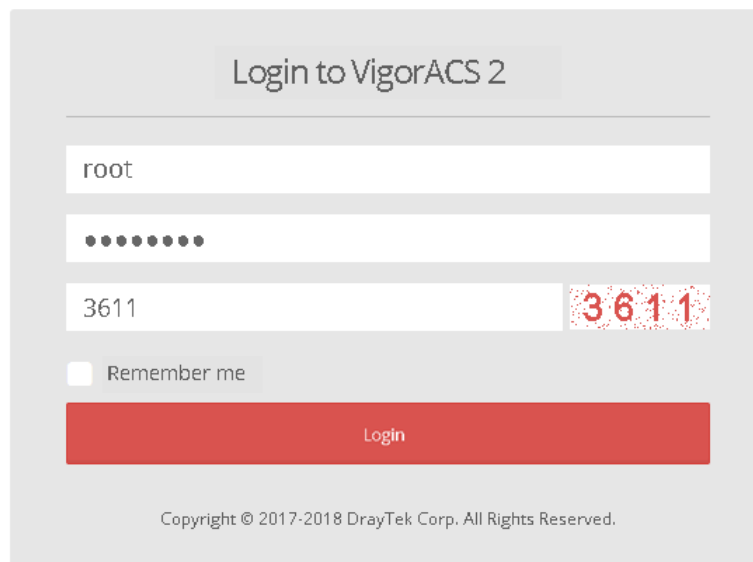 Login to VigorACS 2
root
●●●●●●●●
3611 3611
Remember me
Login
Copyright © 2017-2018 DrayTek Corp. All Rights Reserved.